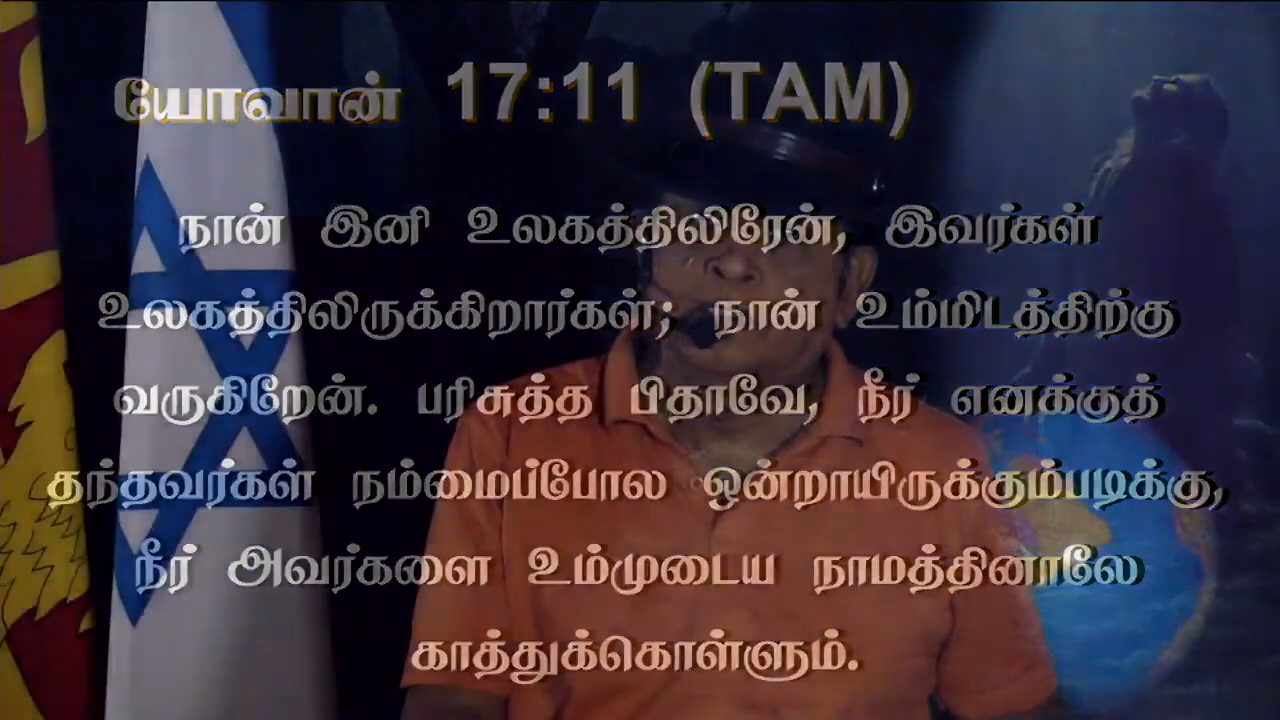 யோவான் 17:11 (TAM)
நான் இனி உலகத்திலிரேன், இவர்கள்
உலகத்திலிருக்கிறார்கள்; நான் உம்மிடத்திற்கு
வருகிறேன். பரிசுத்த பிதாவே, நீர் எனக்குத்
தந்தவர்கள் நம்மைப்போல ஒன்றாயிருக்கும்படிக்கு,
நீர் அவர்களை உம்முடைய நாமத்தினாலே
காத்துக்கொள்ளும்.